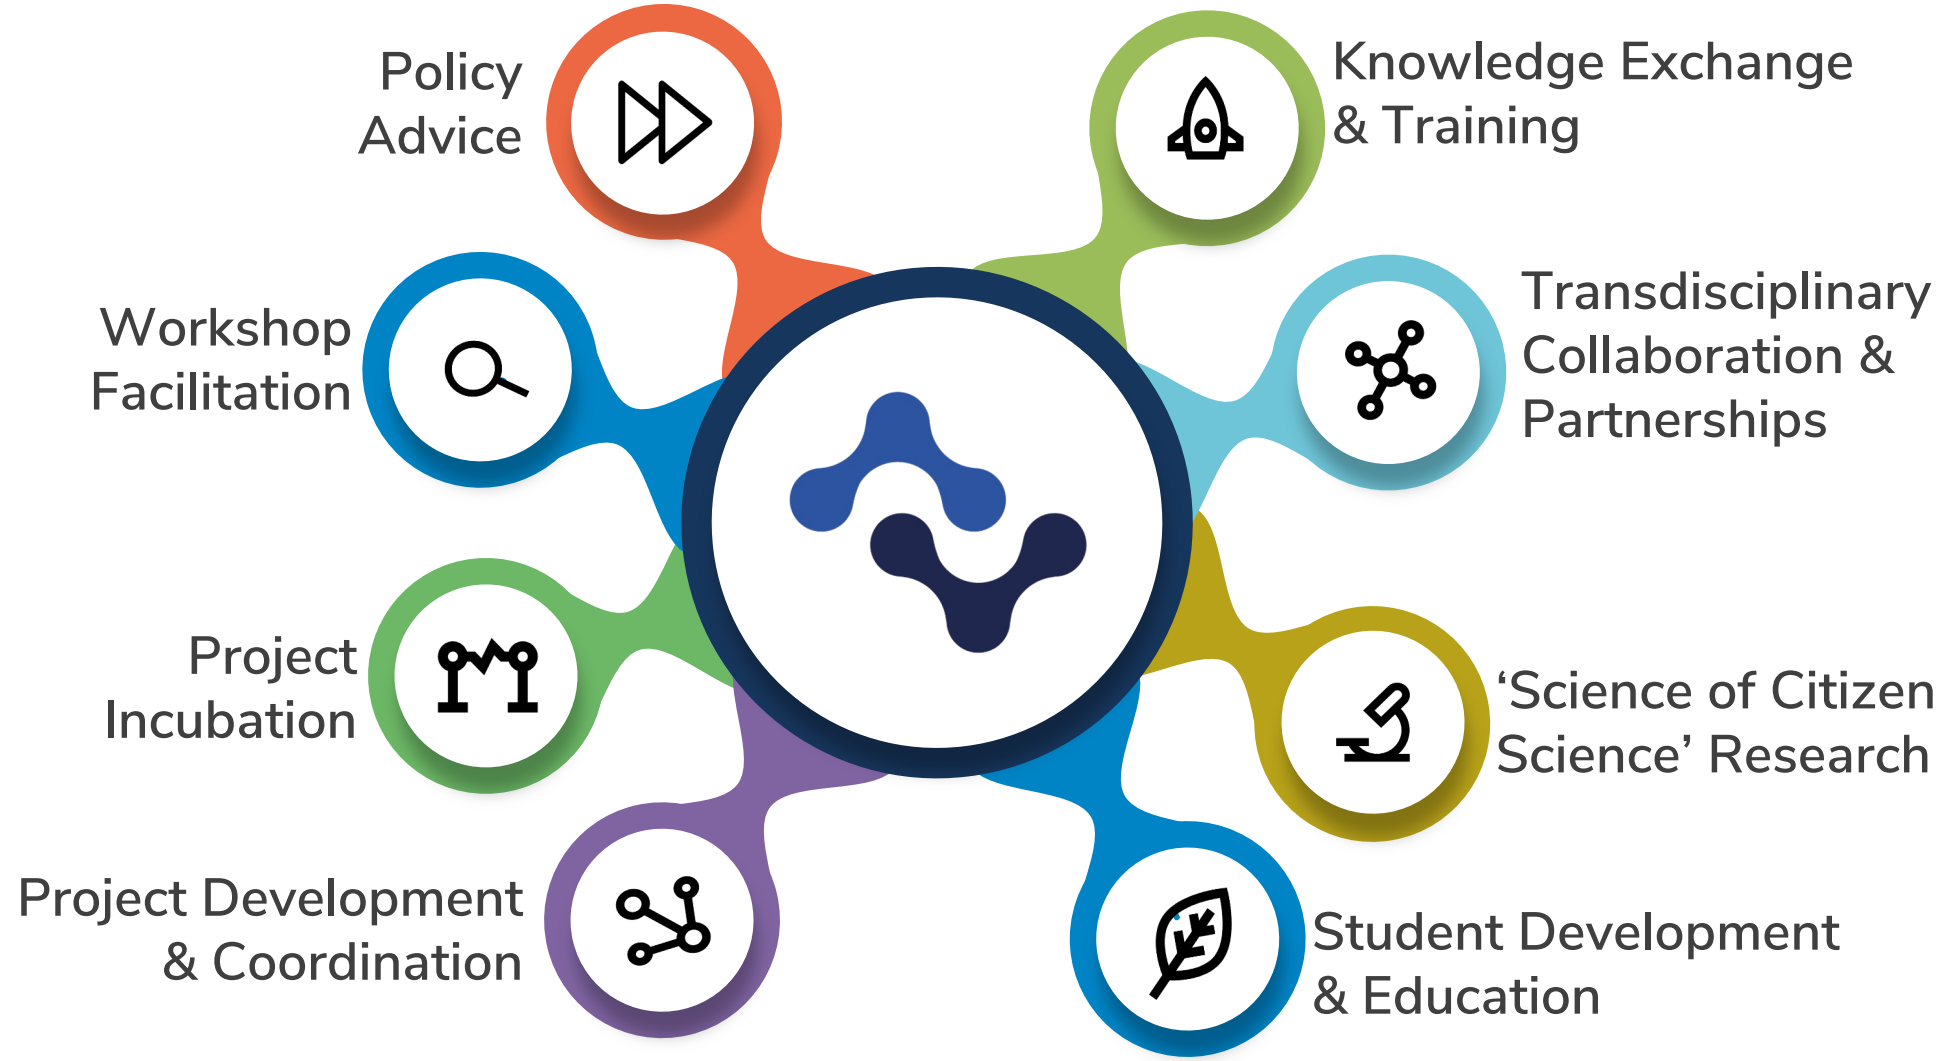 Policy
Advice
Knowledge Exchange
& Training
Workshop
Facilitation
Transdisciplinary
Collaboration &
Partnerships
Project
Incubation
‘Science of Citizen
Science’ Research
Project Development
& Coordination
Student Development
& Education